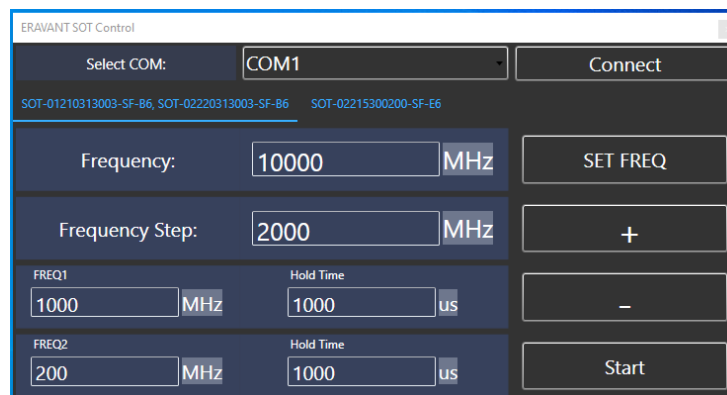 ERAVANT SOT Control
Select COM: COM1 Connect
SOT-01210313003-SF-B6, SOT-02220313003-SF-B6 SOT-02215300200-SF-E6
Frequency: 10000 MHz SET FREQ
Frequency Step: 2000 MHz +
FREQ1 Hold Time
1000 MHz 1000 us -
FREQ2 Hold Time
200 MHz 1000 us Start